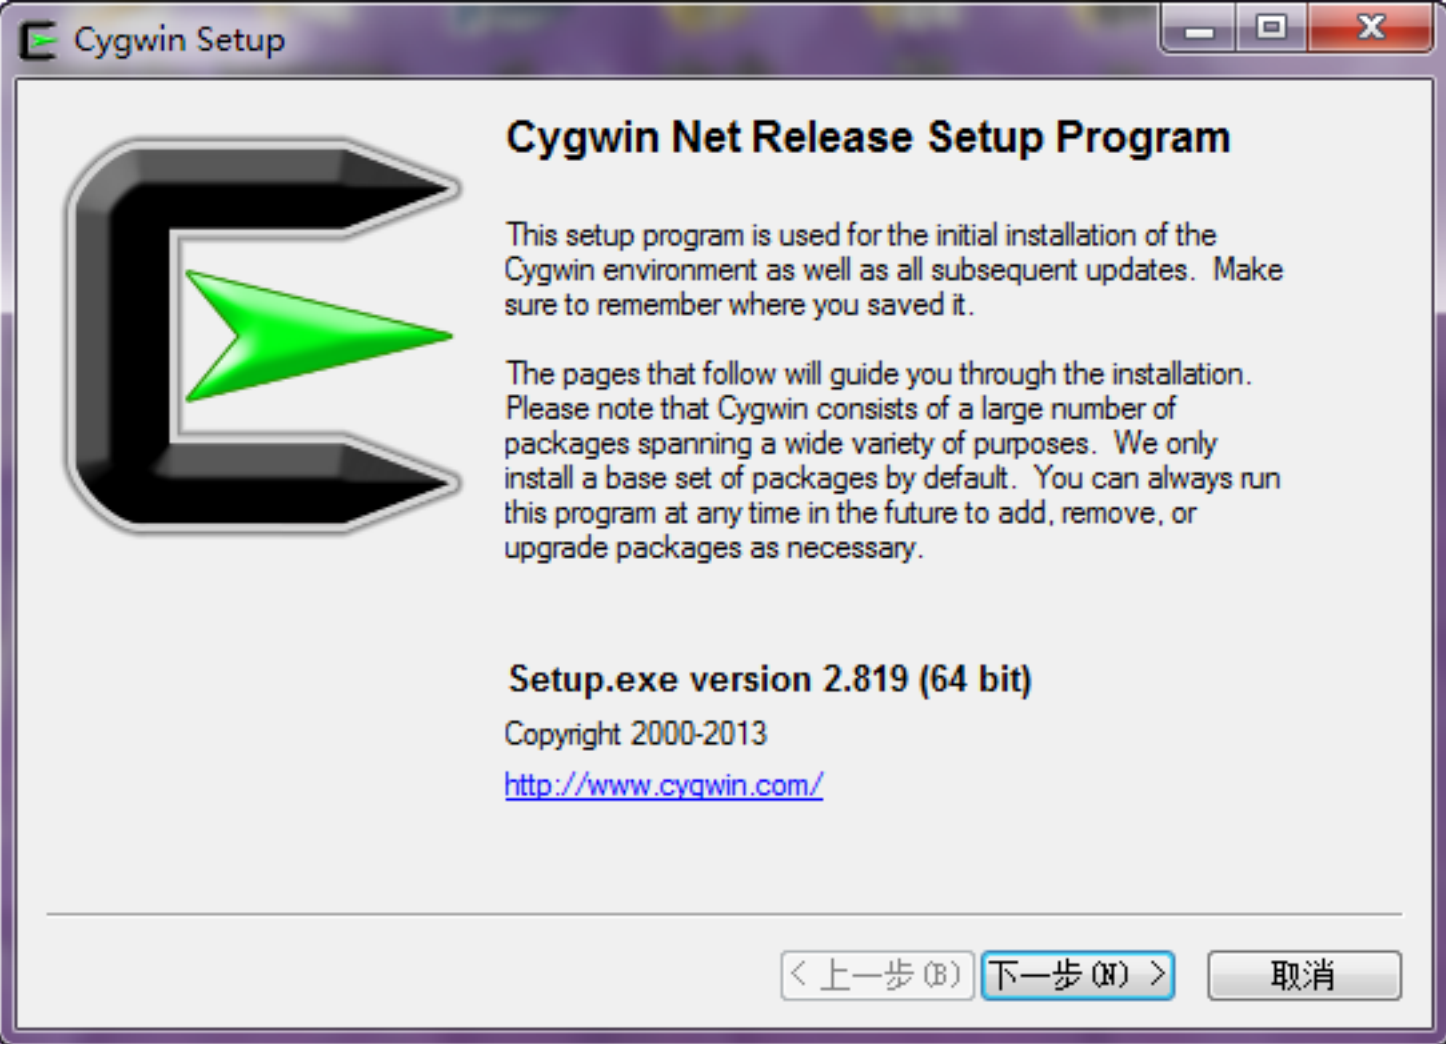 Cygwin Setup
Cygwin Net Release Setup Program
This setup program is used for the initial installation of the
Cygwin environment as well as all subsequent updates.  Make
sure to remember where you saved it.
The pages that follow will guide you through the installation.
Please note that Cygwin consists of a large number of
packages spanning a wide variety of purposes.  We only
install a base set of packages by default.  You can always run
this program at any time in the future to add, remove, or
upgrade packages as necessary.
Setup.exe version 2.819 (64 bit)
Copyright 2000-2013
http://www.cygwin.com/
< 上一步(B) 下一步(N) > 取消